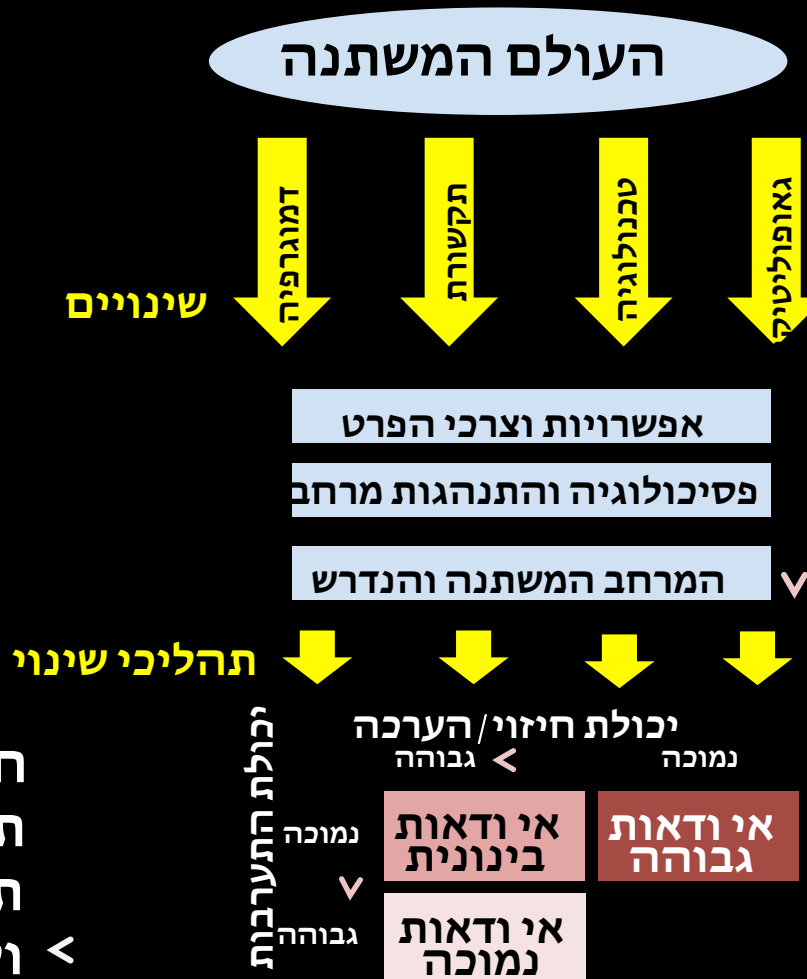 העולם המשתנה
גאופוליטיק
טכנולוגיה
תקשורת
דמוגרפיה
שינויים
אפשרויות וצרכי הפרט
פסיכולוגיה והתנהגות מרחב
המרחב המשתנה והנדרש
תהליכי שינוי
יכולת חיזוי/הערכה
נמוכה
< גבוהה
יכולת התערבות
נמוכה
גבוהה
אי ודאות
גבוהה
אי ודאות
בינונית
אי ודאות
נמוכה